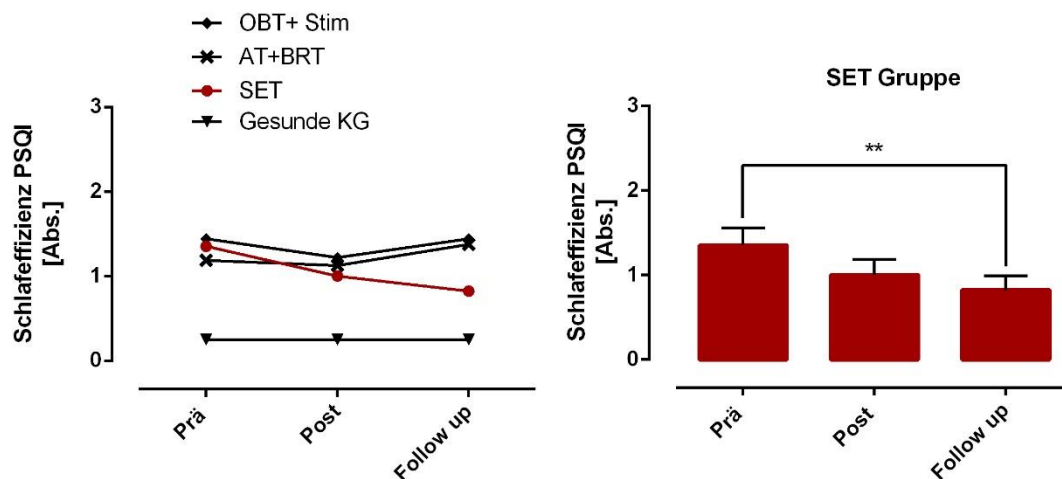 OBT+ Stim
AT+BRT
SET
Gesunde KG
Schlafeffizienz PSQI
[Abs.]
3
2
1
0
Prä
Post
Follow up
SET Gruppe
Schlafeffizienz PSQI
[Abs.]
3
2
1
0
**
Prä
Post
Follow up